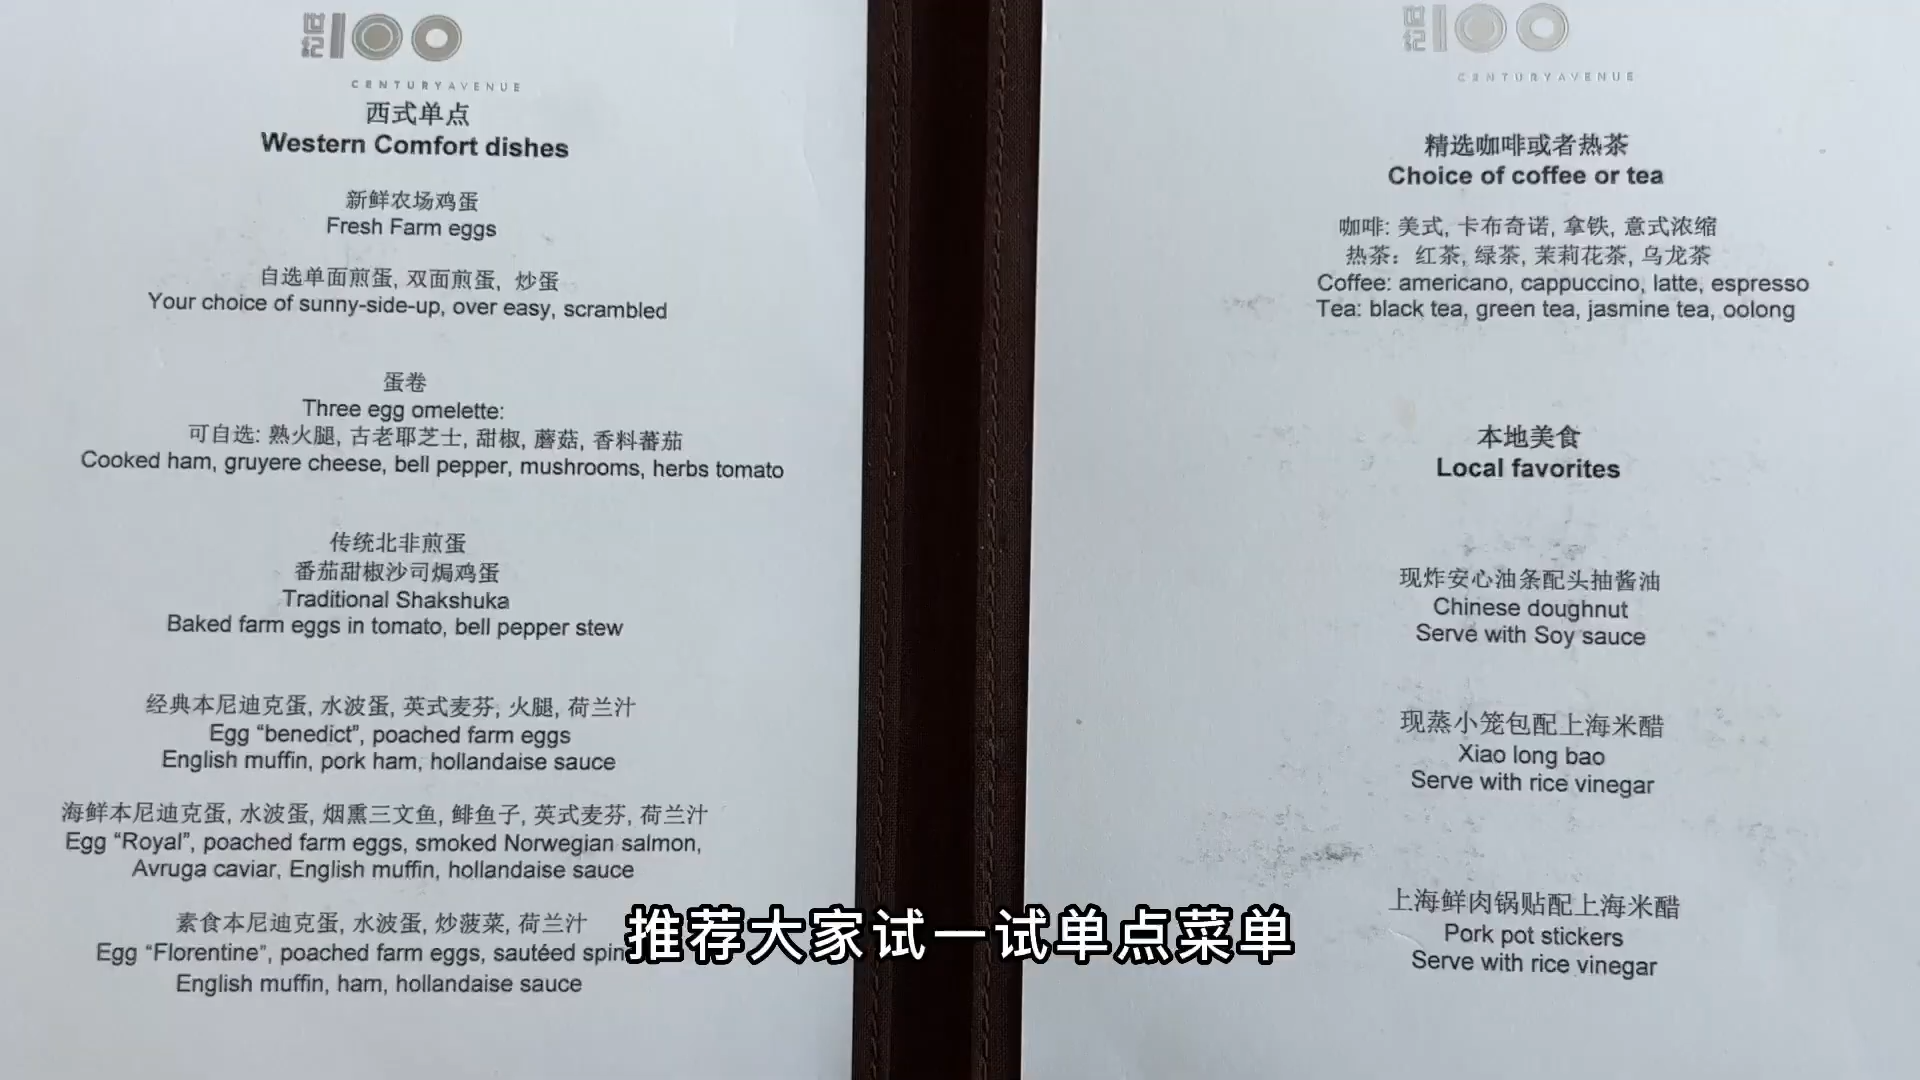 世纪100
CENTURYAVENUE
西式单点
Western Comfort dishes
新鲜农场鸡蛋
Fresh Farm eggs
自选单面煎蛋, 双面煎蛋, 炒蛋
Your choice of sunny-side-up, over easy, scrambled
蛋卷
Three egg omelette:
可自选: 熟火腿, 古老耶芝士, 甜椒, 蘑菇, 香料蕃茄
Cooked ham, gruyere cheese, bell pepper, mushrooms, herbs tomato
传统北非煎蛋
番茄甜椒沙司焗鸡蛋
Traditional Shakshuka
Baked farm eggs in tomato, bell pepper stew
经典本尼迪克蛋, 水波蛋, 英式麦芬, 火腿, 荷兰汁
Egg “benedict”, poached farm eggs
English muffin, pork ham, hollandaise sauce
海鲜本尼迪克蛋, 水波蛋, 烟熏三文鱼, 鲱鱼子, 英式麦芬, 荷兰汁
Egg “Royal”, poached farm eggs, smoked Norwegian salmon,
Avruga caviar, English muffin, hollandaise sauce
素食本尼迪克蛋, 水波蛋, 炒菠菜, 荷兰汁
Egg “Florentine”, poached farm eggs, sautéed
English muffin, ham, hollandaise sauce
世纪100
CENTURYAVENUE
精选咖啡或者热茶
Choice of coffee or tea
咖啡: 美式, 卡布奇诺, 拿铁, 意式浓缩
热茶：红茶, 绿茶, 茉莉花茶, 乌龙茶
Coffee: americano, cappuccino, latte, espresso
Tea: black tea, green tea, jasmine tea, oolong
本地美食
Local favorites
现炸安心油条配头抽酱油
Chinese doughnut
Serve with Soy sauce
现蒸小笼包配上海米醋
Xiao long bao
Serve with rice vinegar
上海鲜肉锅贴配上海米醋
Pork pot stickers
Serve with rice vinegar
推荐大家试一试单点菜单